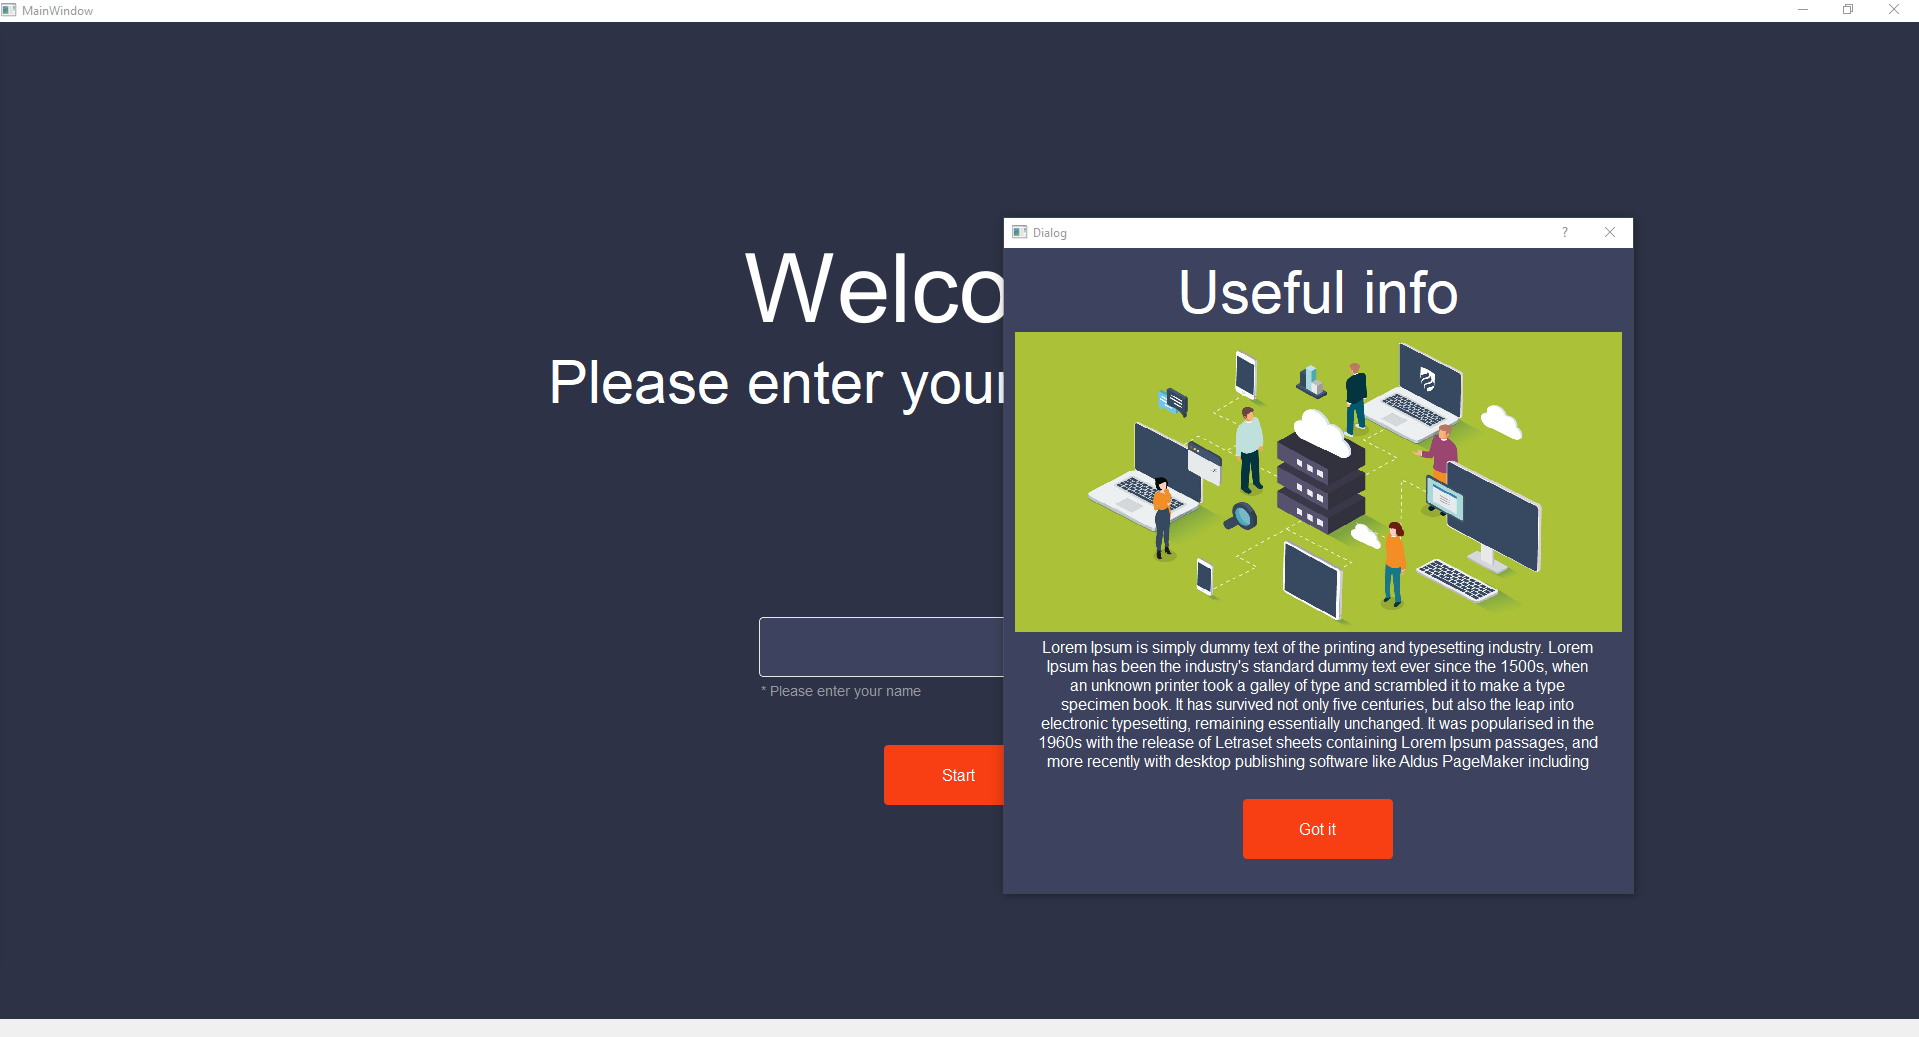 MainWindow
Welco
Please enter your
* Please enter your name
Start
Dialog
?
Useful info
Lorem Ipsum is simply dummy text of the printing and typesetting industry. Lorem
Ipsum has been the industry's standard dummy text ever since the 1500s, when
an unknown printer took a galley of type and scrambled it to make a type
specimen book. It has survived not only five centuries, but also the leap into
electronic typesetting, remaining essentially unchanged. It was popularised in the
1960s with the release of Letraset sheets containing Lorem Ipsum passages, and
more recently with desktop publishing software like Aldus PageMaker including
Got it